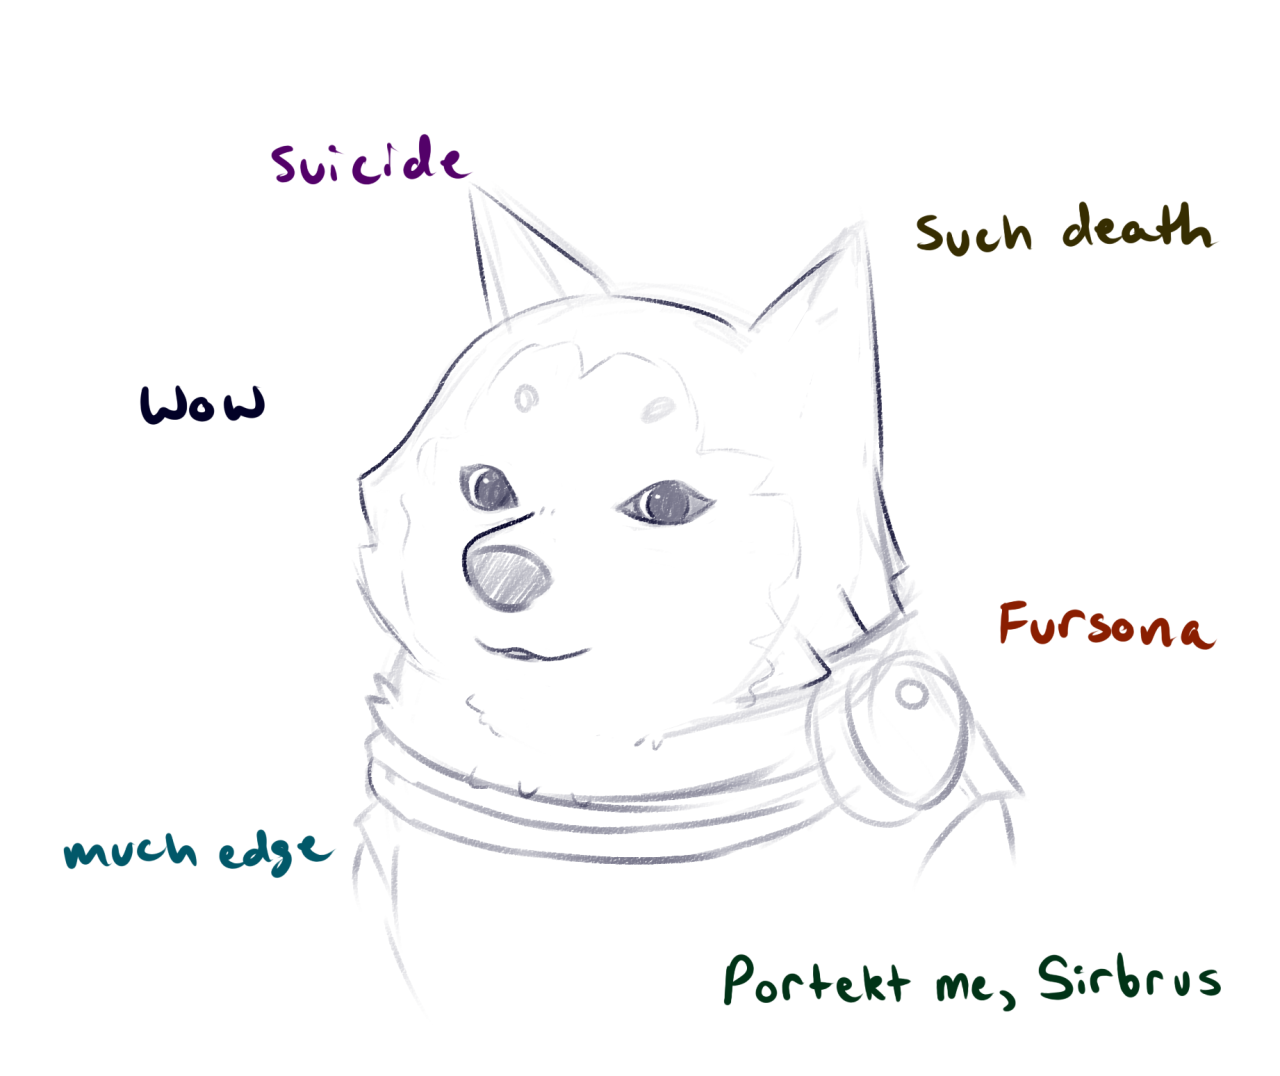 Suicide
Such death
Wow
Fursona
much edge
Portekt me, Sirbrus